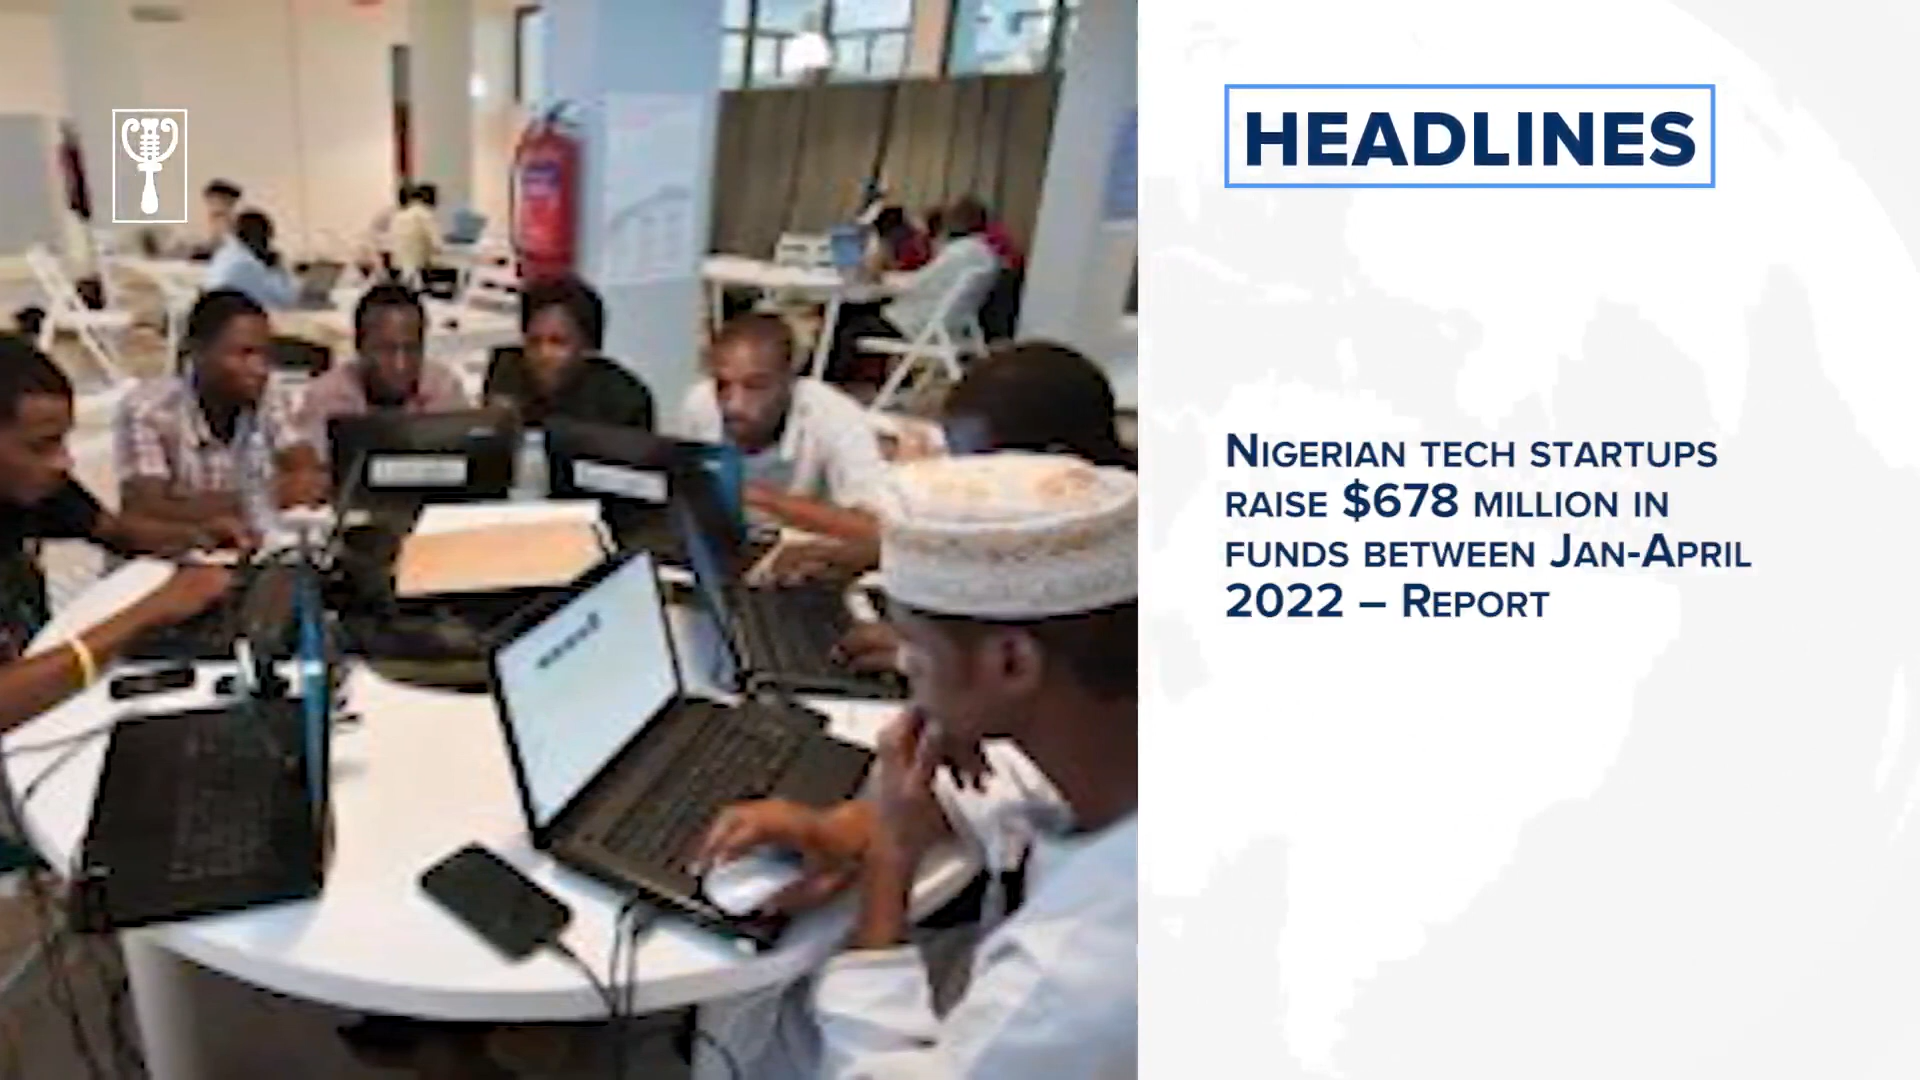 HEADLINES
Nigerian tech startups
raise $678 million in
funds between Jan-April
2022 – Report